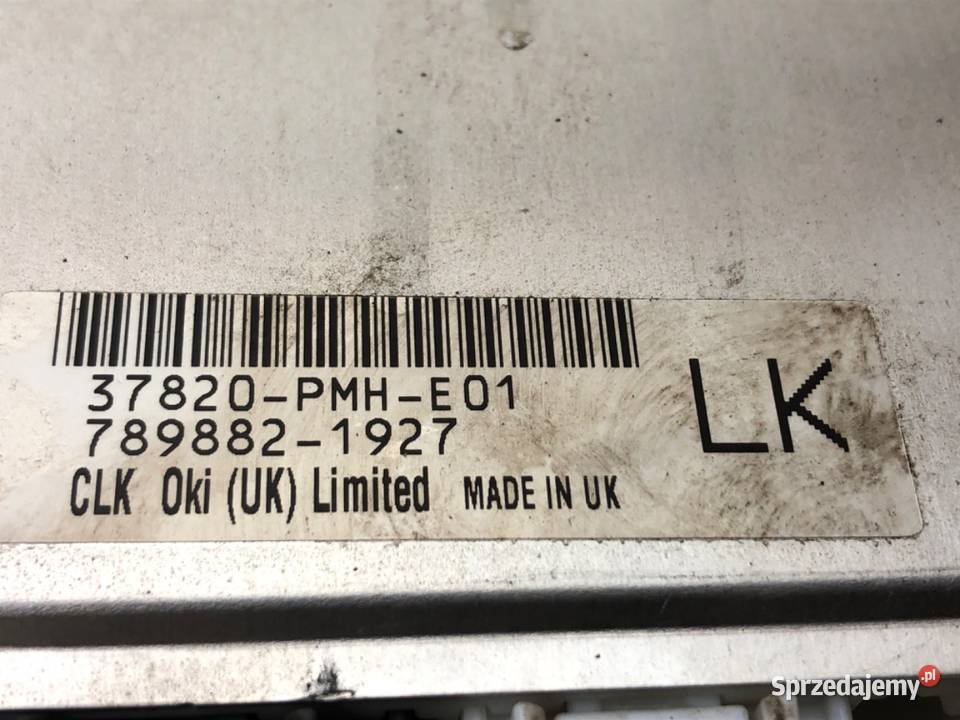 37820-PMH-E01
789882-1927
CLK Oki (UK) Limited MADE IN UK
LK
Sprzedajemy.pl